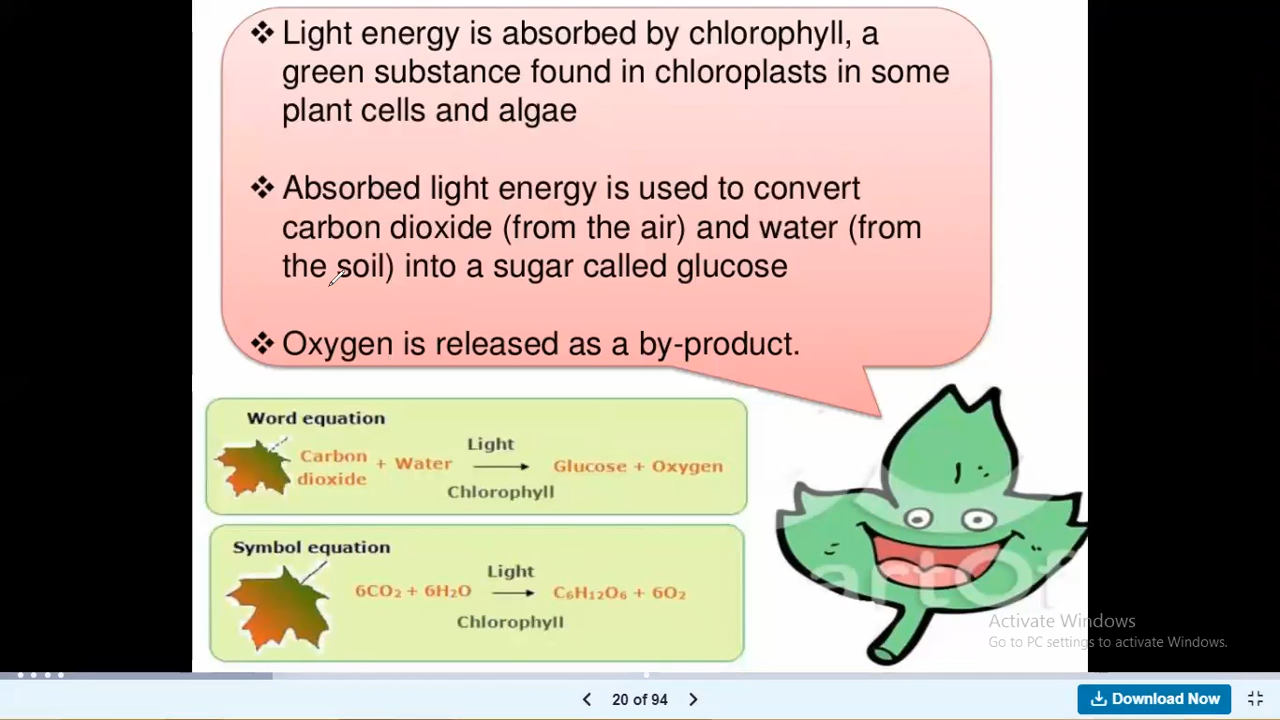 ❖ Light energy is absorbed by chlorophyll, a
green substance found in chloroplasts in some
plant cells and algae
❖ Absorbed light energy is used to convert
carbon dioxide (from the air) and water (from
the soil) into a sugar called glucose
❖ Oxygen is released as a by-product.
Word equation
Light
Carbon dioxide + Water → Glucose + Oxygen
Chlorophyll
Symbol equation
Light
6CO₂ + 6H₂O → C₆H₁₂O₆ + 6O₂
Chlorophyll
artOf
Activate Windows
Go to PC settings to activate Windows.
20 of 94
Download Now